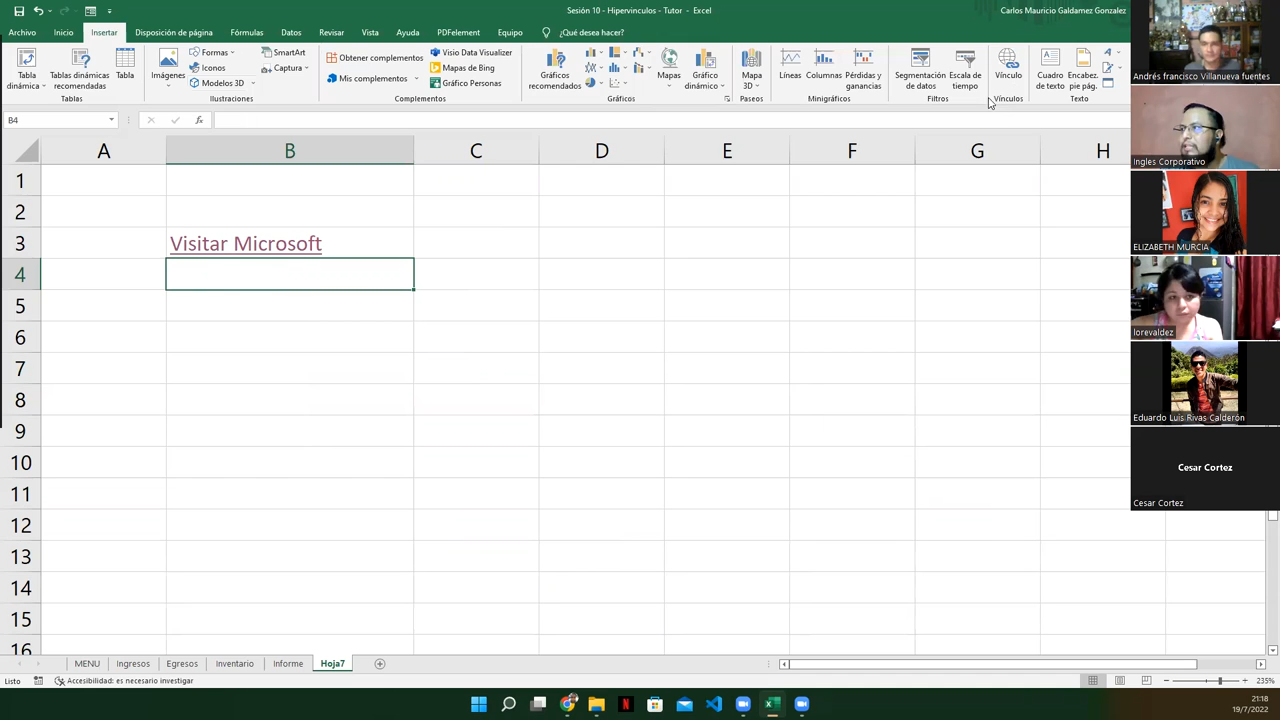 Sesión 10 - Hipervinculos - Tutor - Excel
Carlos Mauricio Galdamez Gonzalez
Archivo Inicio Insertar Disposición de página Fórmulas Datos Revisar Vista Ayuda PDFelement Equipo ¿Qué desea hacer?
Tabla dinámica
Tablas dinámicas recomendadas
Tabla
Tablas
Imágenes
Formas
Iconos
Modelos 3D
SmartArt
Captura
Ilustraciones
Obtener complementos
Mis complementos
Visio Data Visualizer
Mapas de Bing
Gráfico Personas
Complementos
Gráficos recomendados
Mapas
Gráfico dinámico
Gráficos
Mapa 3D
Paseos
Líneas
Columnas
Pérdidas y ganancias
Minigráficos
Segmentación de datos
Escala de tiempo
Filtros
Vínculo
Vínculos
Cuadro de texto
Encabez. pie pág.
Texto
B4
fx
A B C D E F G H
1
2
3 Visitar Microsoft
4
5
6
7
8
9
10
11
12
13
14
15
16
Andrés francisco Villanueva fuentes
Ingles Corporativo
ELIZABETH MURCIA
lorevaldez
Eduardo Luis Rivas Calderón
Cesar Cortez
Cesar Cortez
MENU Ingresos Egresos Inventario Informe Hoja7
Listo
Accesibilidad: es necesario investigar
235%
21:18
19/7/2022